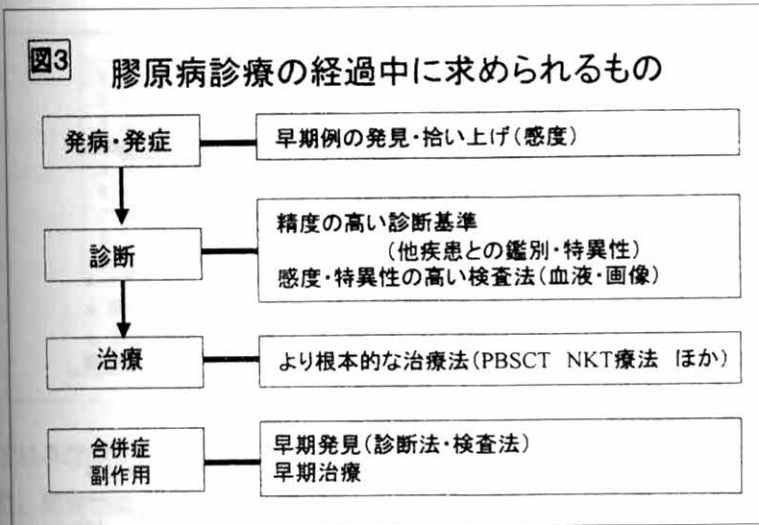 図3
膠原病診療の経過中に求められるもの
発病・発症
早期例の発見・拾い上げ(感度)
診断
精度の高い診断基準
(他疾患との鑑別・特異性)
感度・特異性の高い検査法(血液・画像)
治療
より根本的な治療法(PBSCT NKT療法 ほか)
合併症
副作用
早期発見(診断法・検査法)
早期治療